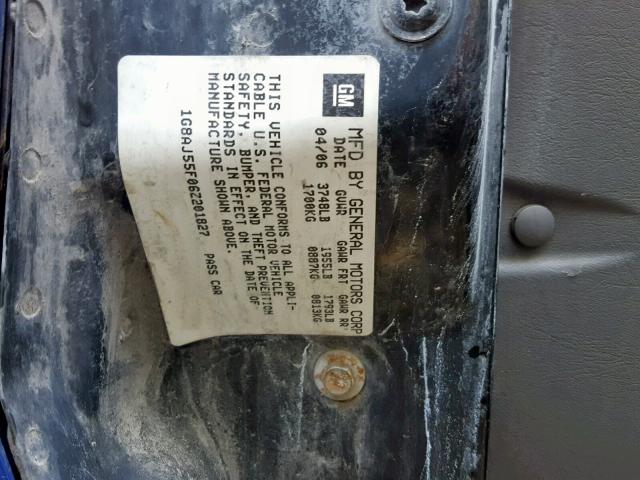 GM
MFD BY GENERAL MOTORS CORP
DATE GVWR GAWR FRT GAWR RR
04/06 3748LB 1955LB 1793LB
1700KG 0887KG 0813KG
THIS VEHICLE CONFORMS TO ALL APPLI-
CABLE U.S. FEDERAL MOTOR VEHICLE
SAFETY, BUMPER, AND THEFT PREVENTION
STANDARDS IN EFFECT ON THE DATE OF
MANUFACTURE SHOWN ABOVE.
1G8AJ55F06Z201827 PASS CAR